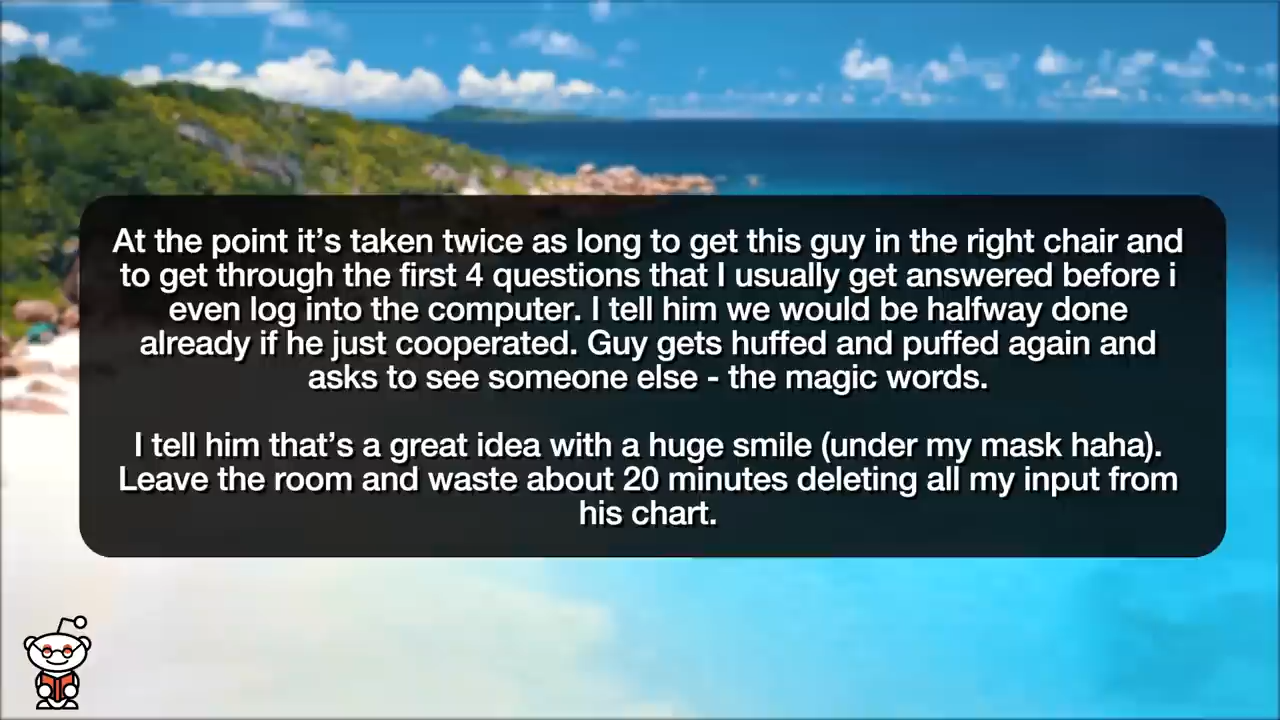 At the point it’s taken twice as long to get this guy in the right chair and
to get through the first 4 questions that I usually get answered before i
even log into the computer. I tell him we would be halfway done
already if he just cooperated. Guy gets huffed and puffed again and
asks to see someone else - the magic words.
I tell him that’s a great idea with a huge smile (under my mask haha).
Leave the room and waste about 20 minutes deleting all my input from
his chart.